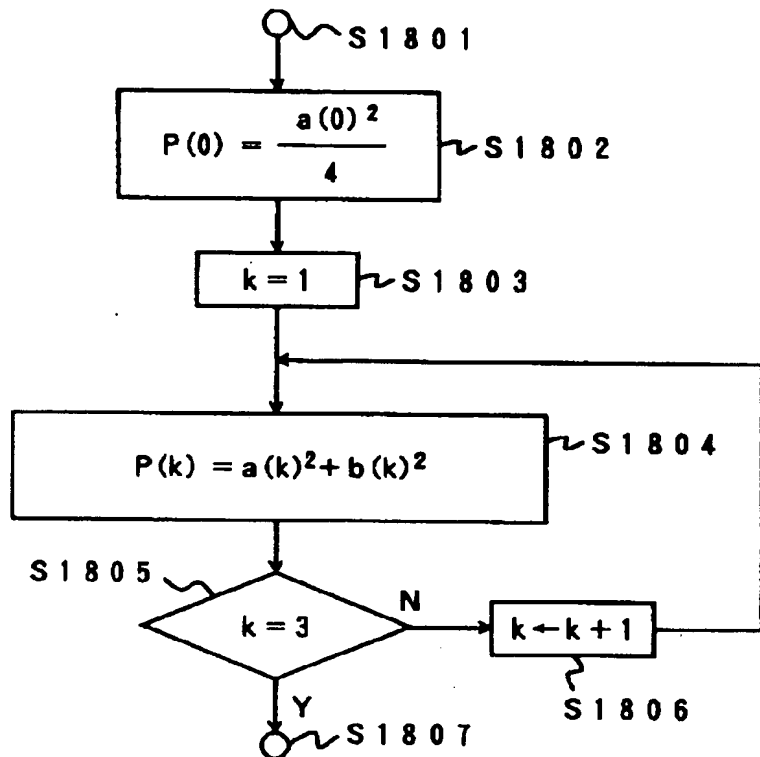 S1801
P(0) = a(0)²/4
S1802
k = 1
S1803
P(k) = a(k)² + b(k)²
S1804
S1805
k = 3
N
k ← k + 1
S1806
Y
S1807